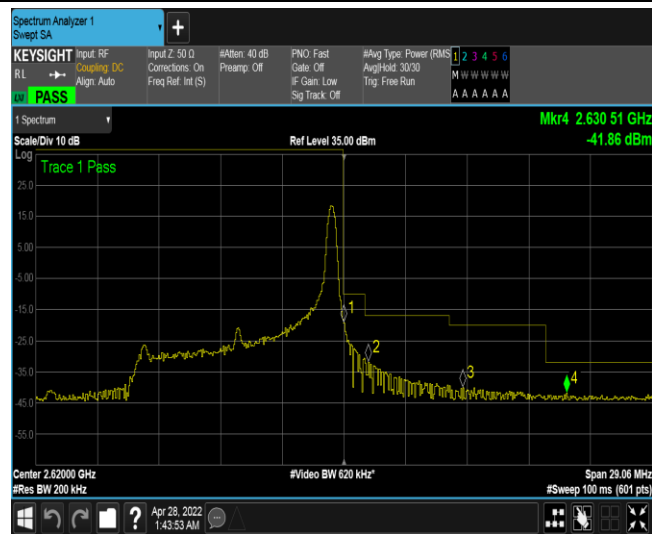 Spectrum Analyzer 1
Swept SA
+
KEYSIGHT
RL
PASS
Input: RF
Coupling: DC
Align: Auto
Input Z: 50 Ω
Corrections: On
Freq Ref: Int (S)
#Atten: 40 dB
Preamp: Off
PNO: Fast
Gate: Off
IF Gain: Low
Sig Track: Off
#Avg Type: Power (RMS
Avg|Hold: 30/30
Trig: Free Run
1 2 3 4 5 6
M W W W W W
A A A A A A
1 Spectrum
Scale/Div 10 dB
Ref Level 35.00 dBm
Mkr4 2.630 51 GHz
-41.86 dBm
Log
Trace 1 Pass
25.0
15.0
5.00
-5.00
-15.0
-25.0
-35.0
-45.0
-55.0
1
2
3
4
Center 2.62000 GHz
#Video BW 620 kHz*
Span 29.06 MHz
#Res BW 200 kHz
#Sweep 100 ms (601 pts)
?
Apr 28, 2022
1:43:53 AM